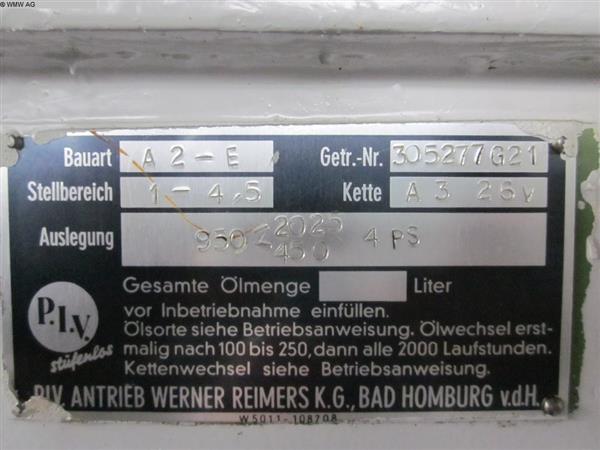 © WMW AG
Bauart A 2 - E Getr.-Nr. 305277G21
Stellbereich 1 - 4,5 Kette A 3 26v
Auslegung 950 2025 4 PS
450
Gesamte Ölmenge Liter
P.I.V. vor Inbetriebnahme einfüllen.
stufenlos Ölsorte siehe Betriebsanweisung. Ölwechsel erst-
malig nach 100 bis 250, dann alle 2000 Laufstunden.
Kettenwechsel siehe Betriebsanweisung.
P.I.V. ANTRIEB WERNER REIMERS K.G., BAD HOMBURG v.d.H.
W5011-108708